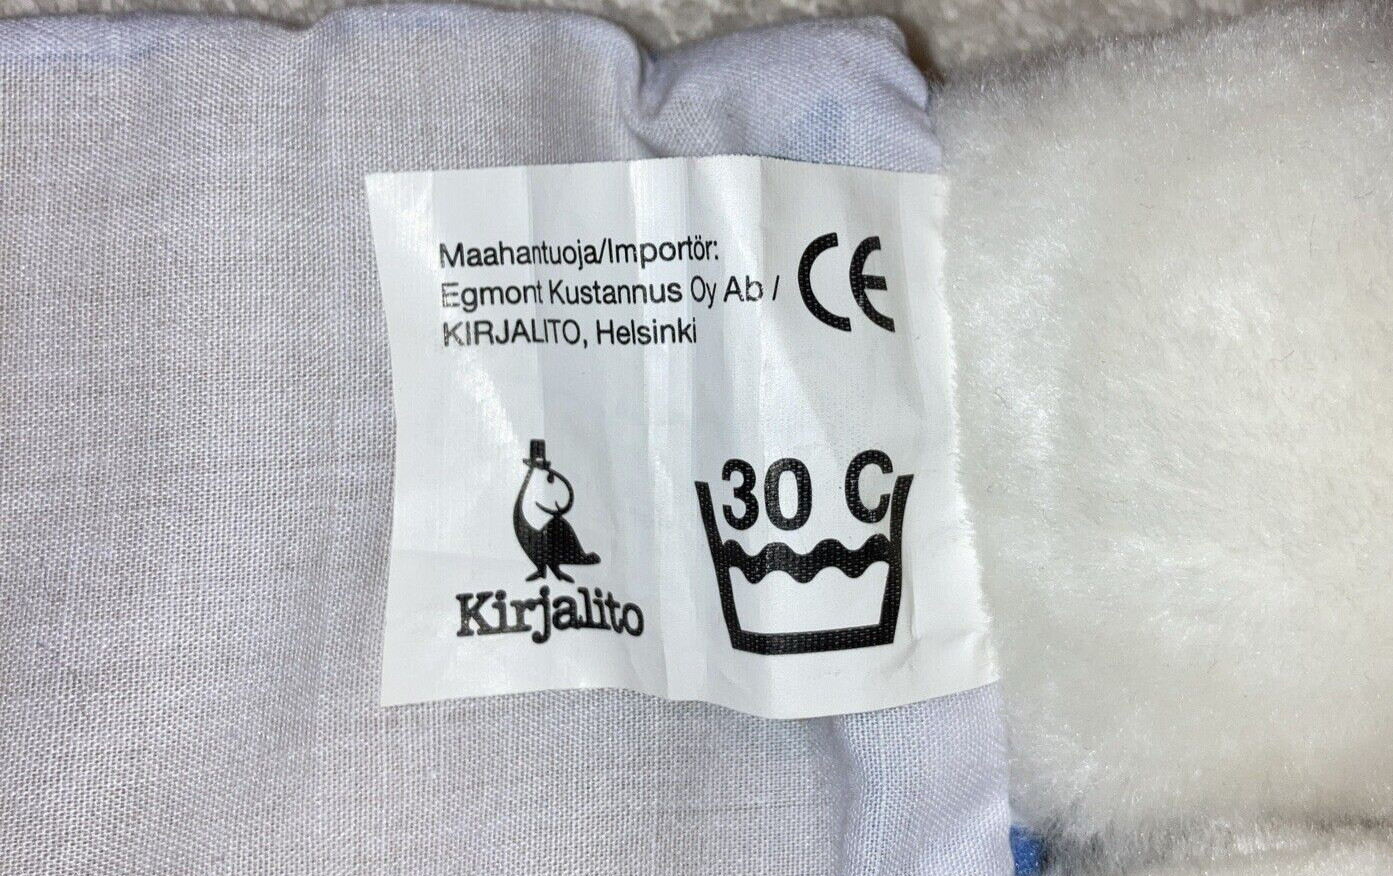 Maahantuoja/Importör:
Egmont Kustannus Oy Ab /
KIRJALITO, Helsinki
CE
30 C
Kirjalito